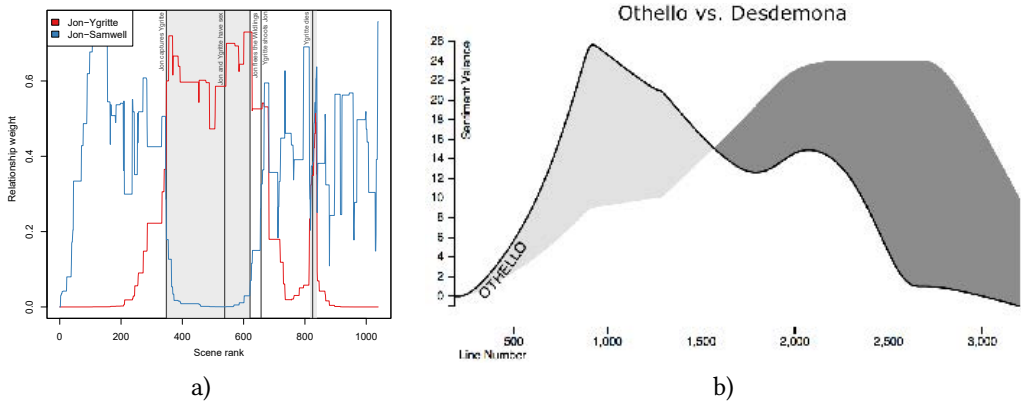 Jon-Ygritte
Jon-Samwell
Jon captures Ygritte
Jon and Ygritte have sex
Jon flees the Wildlings
Ygritte shoots Jon
Ygritte dies
Relationship weight
0.6
0.4
0.2
0.0
0
200
400
600
800
1000
Scene rank
a)
Othello vs. Desdemona
Sentiment Valance
26
24
22
20
18
16
14
12
10
8
6
4
2
0
OTHELLO
500
1,000
1,500
2,000
2,500
3,000
Line Number
b)